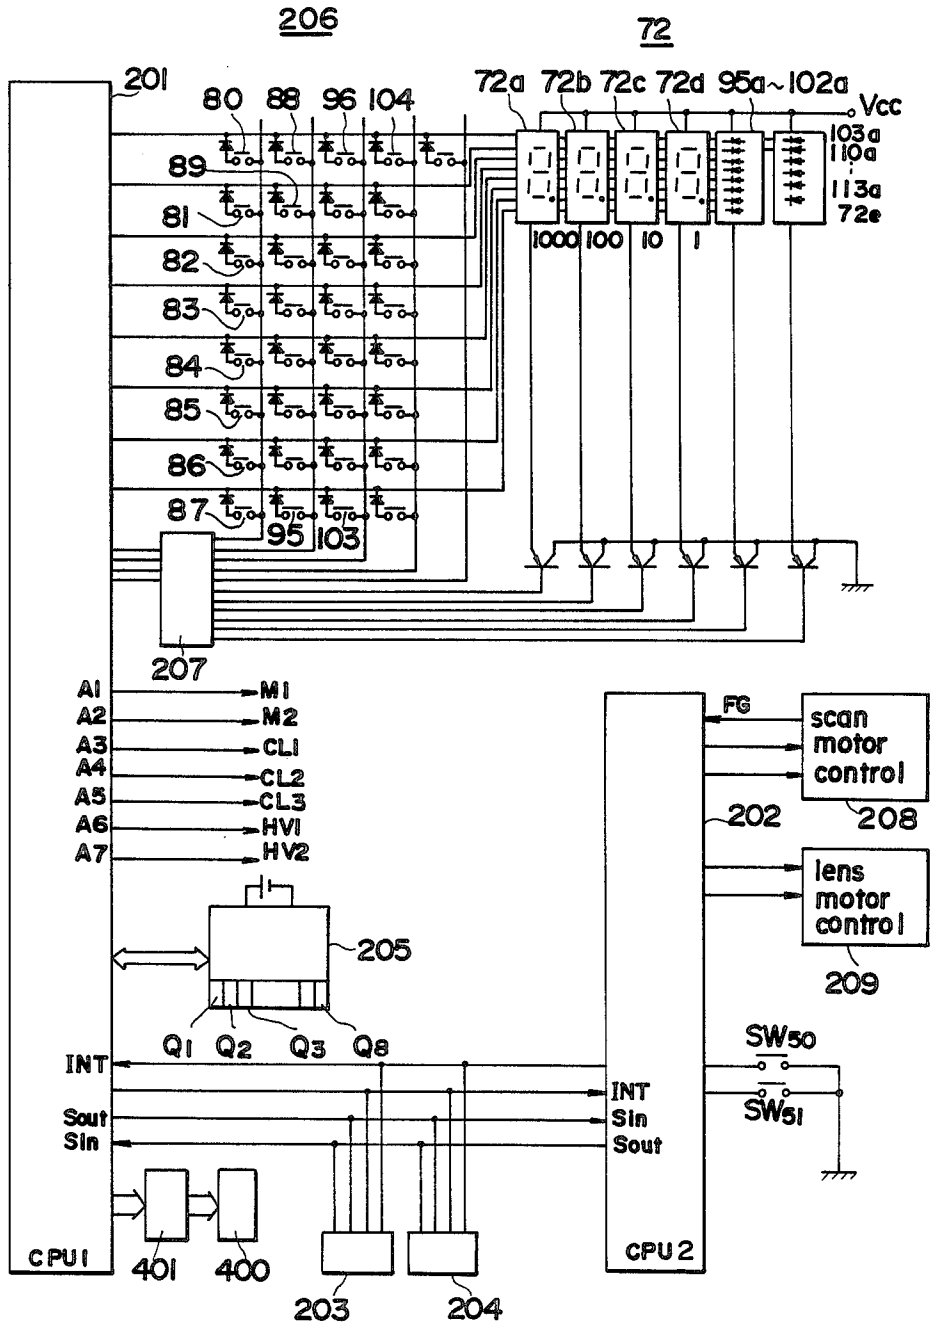 206
72
201
80
88
96
104
72a
72b
72c
72d
95a~102a
Vcc
103a
110a
113a
72e
89
81
1000
100
10
1
82
83
84
85
86
87
95
103
207
A1
M1
A2
M2
A3
CL1
A4
CL2
A5
CL3
A6
HV1
A7
HV2
FG
scan
motor
control
202
208
lens
motor
control
205
209
Q1
Q2
Q3
Q8
SW50
INT
INT
SW51
Sout
Sin
Sin
Sout
CPU1
CPU2
401
400
203
204